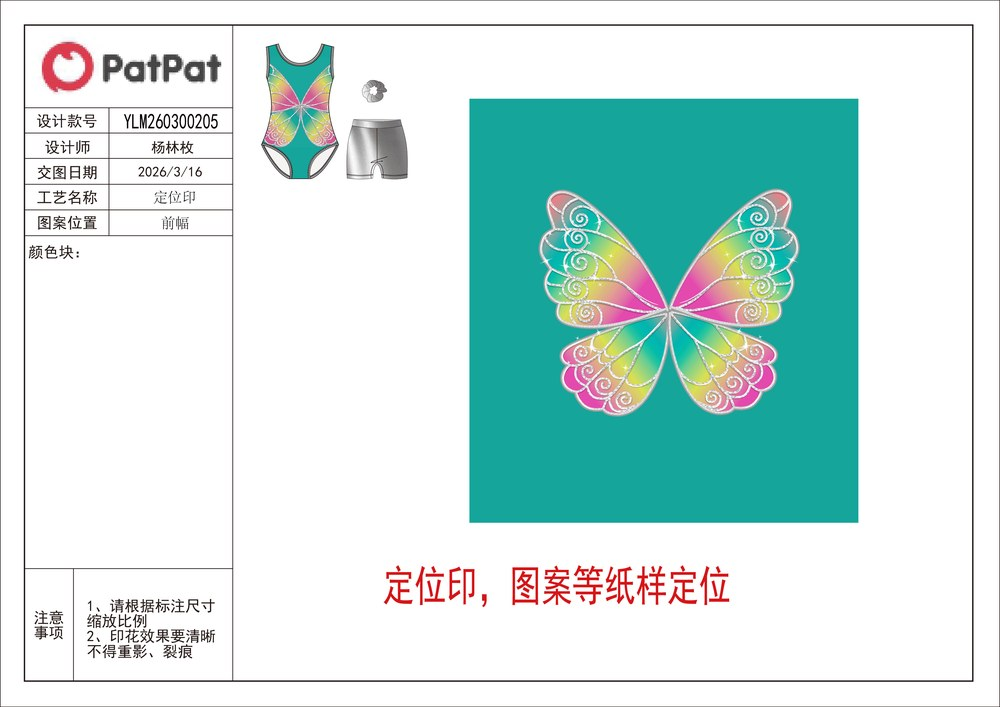 PatPat
设计款号 YLM260300205
设计师 杨林枚
交图日期 2026/3/16
工艺名称 定位印
图案位置 前幅
颜色块:
定位印，图案等纸样定位
注意
事项
1、请根据标注尺寸
缩放比例
2、印花效果要清晰
不得重影、裂痕